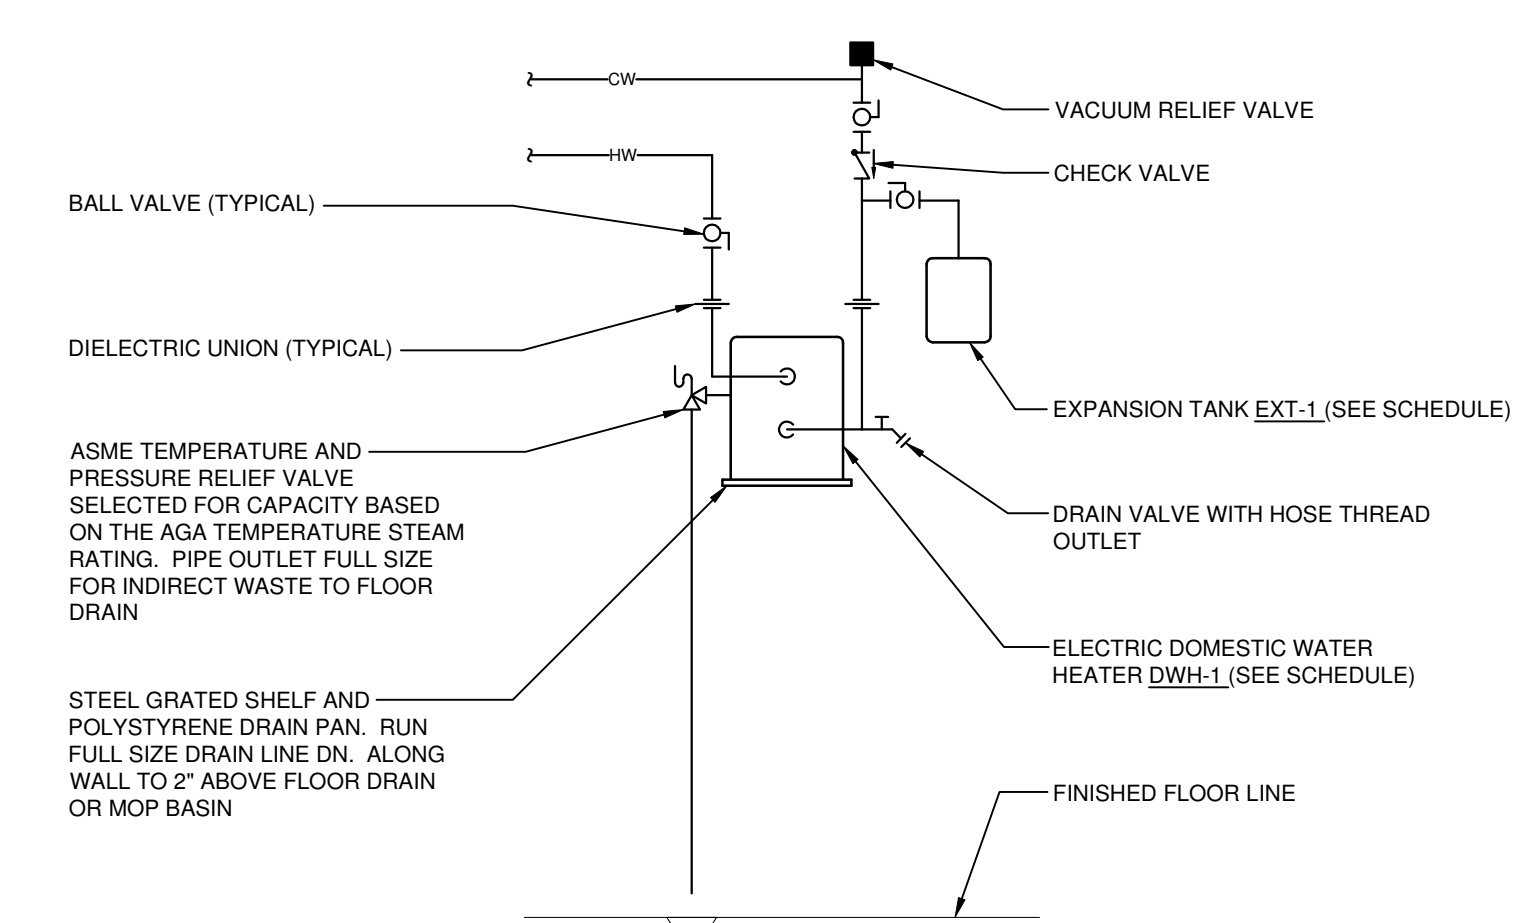 CW
VACUUM RELIEF VALVE
HW
CHECK VALVE
BALL VALVE (TYPICAL)
DIELECTRIC UNION (TYPICAL)
EXPANSION TANK EXT-1 (SEE SCHEDULE)
ASME TEMPERATURE AND
PRESSURE RELIEF VALVE
SELECTED FOR CAPACITY BASED
ON THE AGA TEMPERATURE STEAM
RATING. PIPE OUTLET FULL SIZE
FOR INDIRECT WASTE TO FLOOR
DRAIN
DRAIN VALVE WITH HOSE THREAD
OUTLET
ELECTRIC DOMESTIC WATER
HEATER DWH-1 (SEE SCHEDULE)
STEEL GRATED SHELF AND
POLYSTYRENE DRAIN PAN. RUN
FULL SIZE DRAIN LINE DN. ALONG
WALL TO 2" ABOVE FLOOR DRAIN
OR MOP BASIN
FINISHED FLOOR LINE